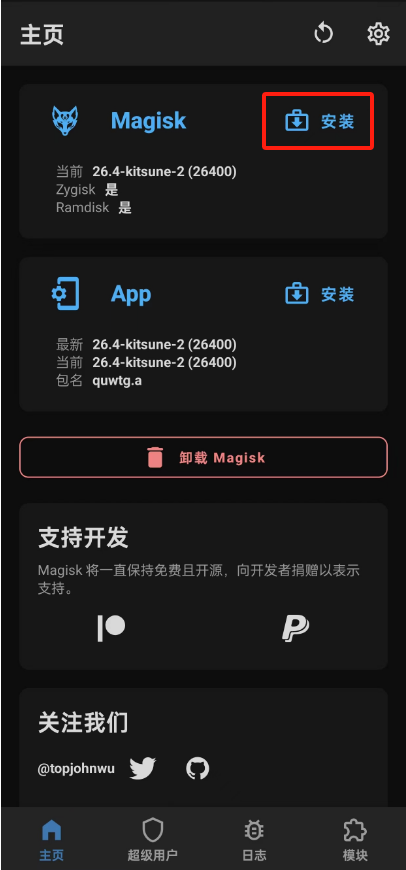 主页
Magisk 安装
当前 26.4-kitsune-2 (26400)
Zygisk 是
Ramdisk 是
App 安装
最新 26.4-kitsune-2 (26400)
当前 26.4-kitsune-2 (26400)
包名 quwtg.a
卸载 Magisk
支持开发
Magisk 将一直保持免费且开源，向开发者捐赠以表示
支持。
关注我们
@topjohnwu
主页 超级用户 日志 模块